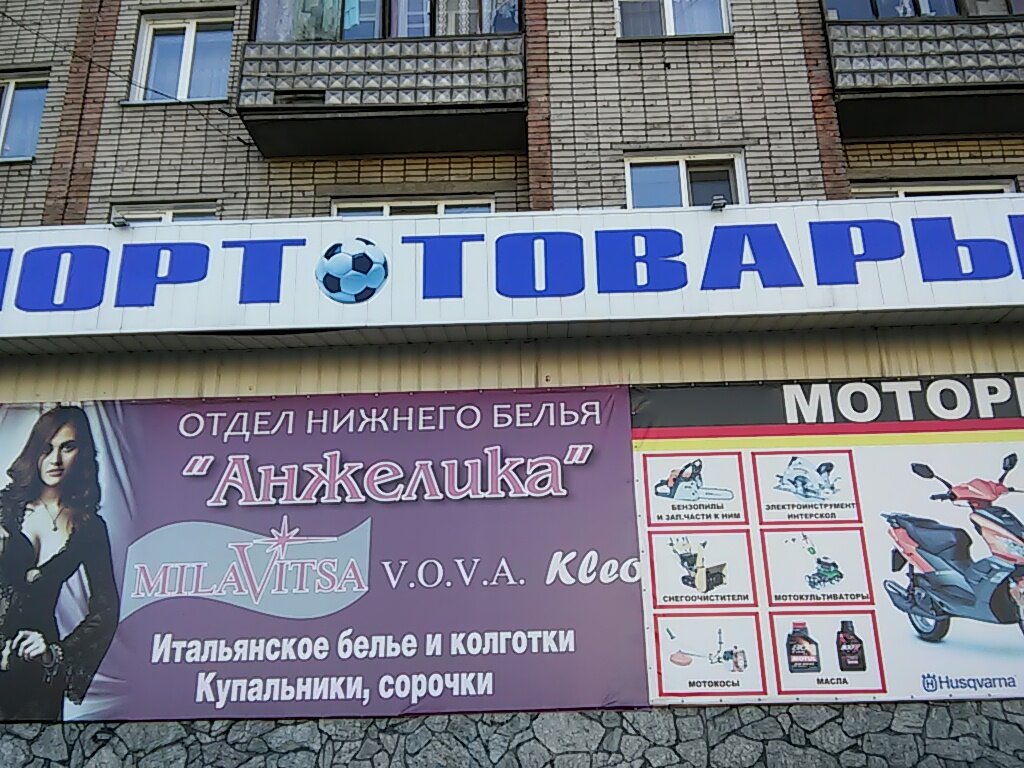 ПОРТ ТОВАРЫ
ОТДЕЛ НИЖНЕГО БЕЛЬЯ
"Анжелика"
MILAVITSA V.O.V.A. Kleo
Итальянское белье и колготки
Купальники, сорочки
МОТОР
БЕНЗОПИЛЫ
И ЗАП.ЧАСТИ К НИМ
ЭЛЕКТРОИНСТРУМЕНТ
ИНТЕРСКОЛ
СНЕГООЧИСТИТЕЛИ
МОТОКУЛЬТИВАТОРЫ
МОТОКОСЫ
МАСЛА
Husqvarna